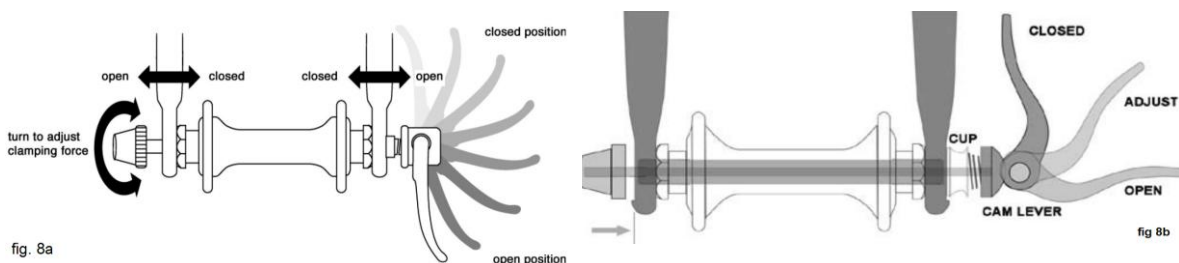 closed position
open
closed
closed
open
turn to adjust
clamping force
fig. 8a
open position
CLOSED
ADJUST
CUP
OPEN
CAM LEVER
fig 8b